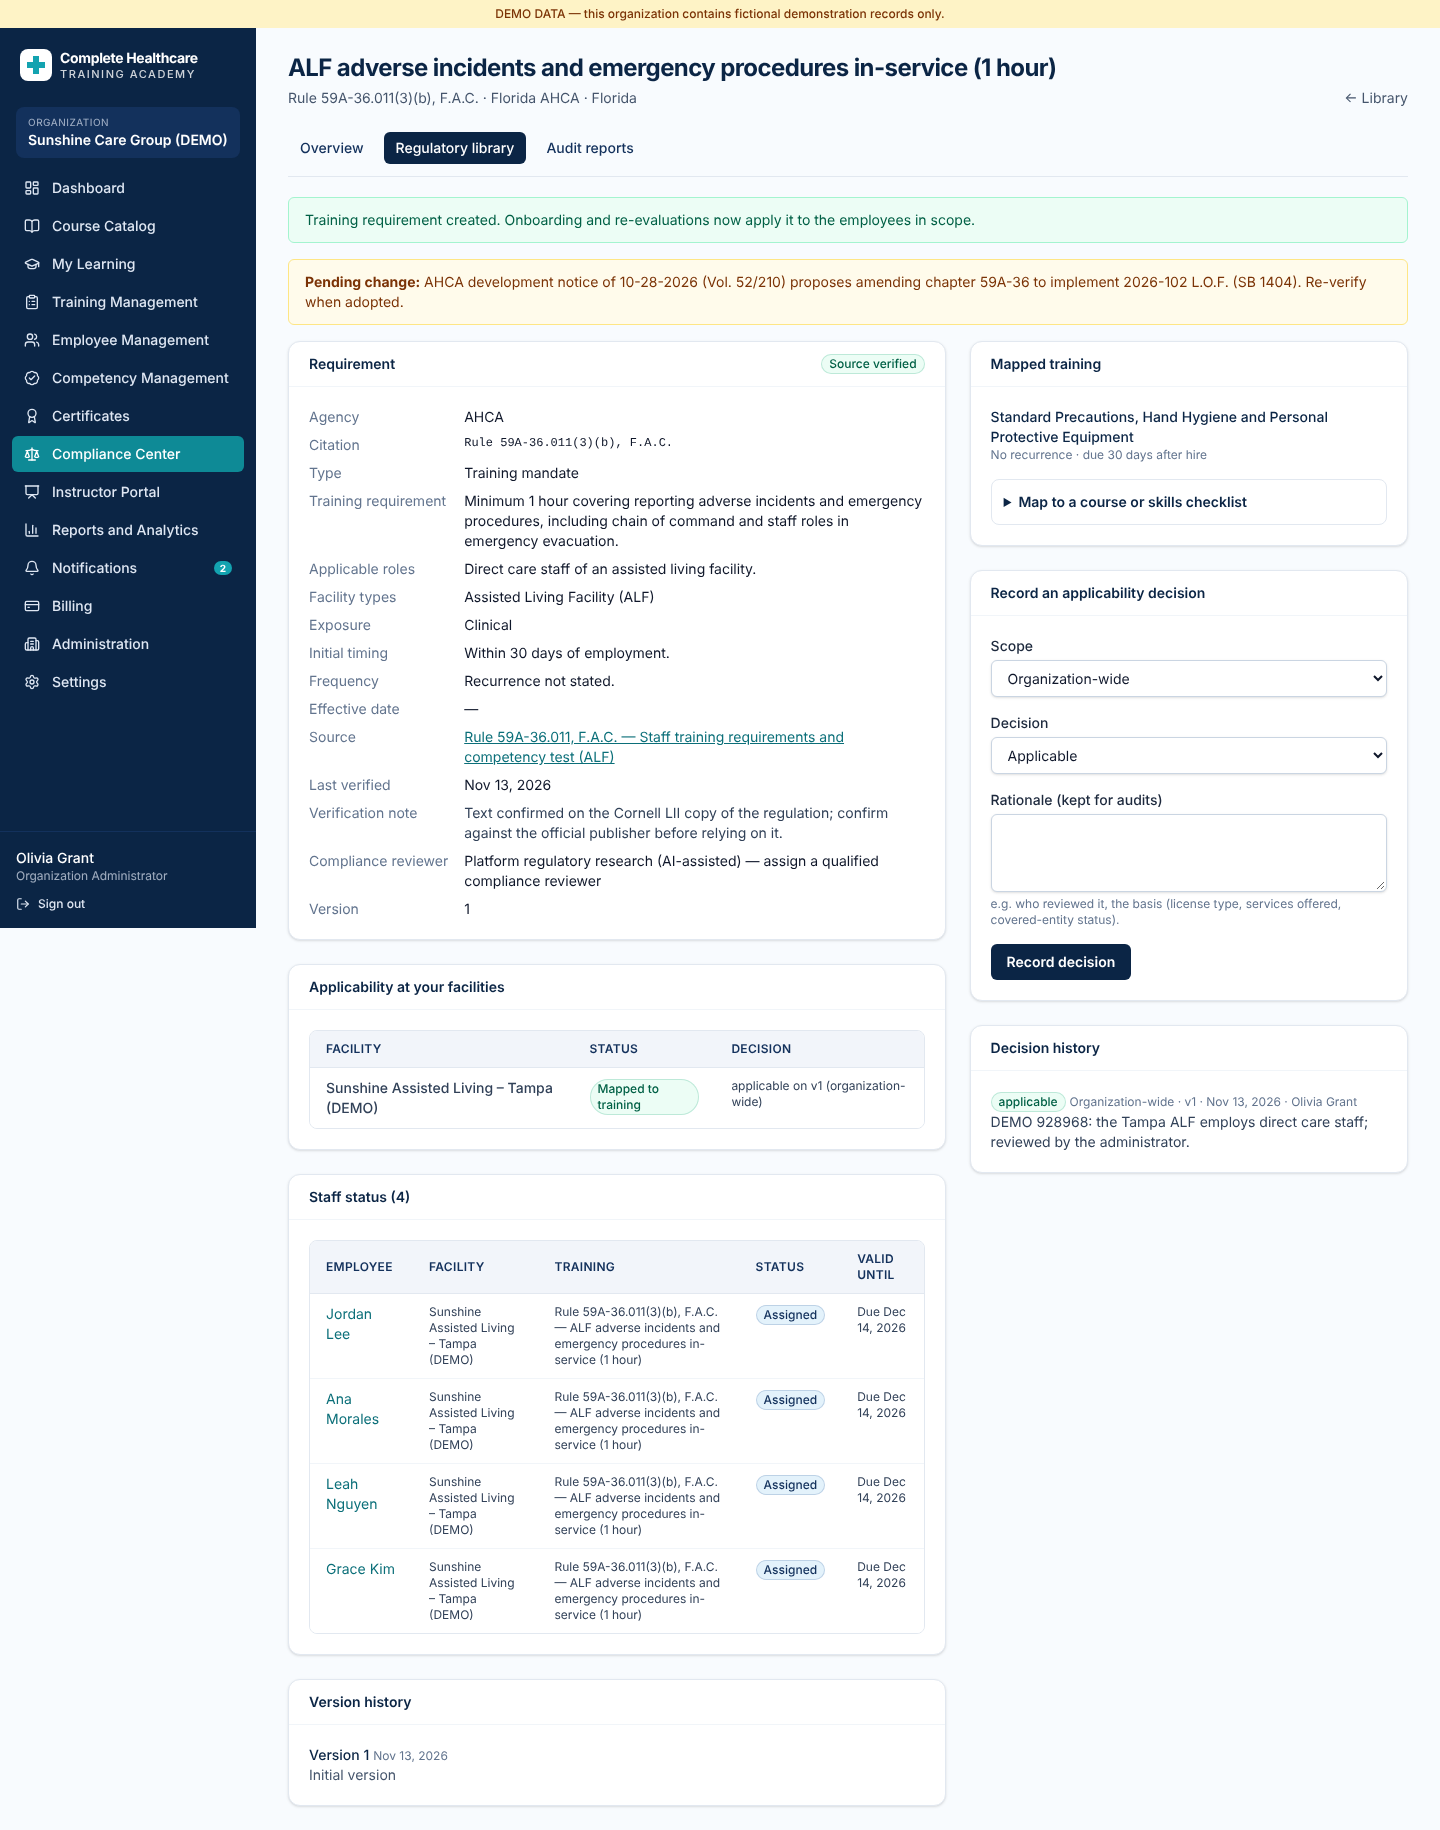 DEMO DATA — this organization contains fictional demonstration records only.
Complete Healthcare
TRAINING ACADEMY
ORGANIZATION
Sunshine Care Group (DEMO)
Dashboard
Course Catalog
My Learning
Training Management
Employee Management
Competency Management
Certificates
Compliance Center
Instructor Portal
Reports and Analytics
Notifications 2
Billing
Administration
Settings
Olivia Grant
Organization Administrator
Sign out
ALF adverse incidents and emergency procedures in-service (1 hour)
Rule 59A-36.011(3)(b), F.A.C. · Florida AHCA · Florida
← Library
Overview Regulatory library Audit reports
Training requirement created. Onboarding and re-evaluations now apply it to the employees in scope.
Pending change: AHCA development notice of 10-28-2026 (Vol. 52/210) proposes amending chapter 59A-36 to implement 2026-102 L.O.F. (SB 1404). Re-verify
when adopted.
Requirement Source verified
Agency AHCA
Citation Rule 59A-36.011(3)(b), F.A.C.
Type Training mandate
Training requirement Minimum 1 hour covering reporting adverse incidents and emergency
procedures, including chain of command and staff roles in
emergency evacuation.
Applicable roles Direct care staff of an assisted living facility.
Facility types Assisted Living Facility (ALF)
Exposure Clinical
Initial timing Within 30 days of employment.
Frequency Recurrence not stated.
Effective date —
Source Rule 59A-36.011, F.A.C. — Staff training requirements and
competency test (ALF)
Last verified Nov 13, 2026
Verification note Text confirmed on the Cornell LII copy of the regulation; confirm
against the official publisher before relying on it.
Compliance reviewer Platform regulatory research (AI-assisted) — assign a qualified
compliance reviewer
Version 1
Applicability at your facilities
FACILITY STATUS DECISION
Sunshine Assisted Living – Tampa
(DEMO)
Mapped to
training
applicable on v1 (organization-
wide)
Staff status (4)
EMPLOYEE FACILITY TRAINING STATUS VALID
UNTIL
Jordan
Lee
Sunshine
Assisted Living
– Tampa
(DEMO)
Rule 59A-36.011(3)(b), F.A.C.
— ALF adverse incidents and
emergency procedures in-
service (1 hour)
Assigned
Due Dec
14, 2026
Ana
Morales
Sunshine
Assisted Living
– Tampa
(DEMO)
Rule 59A-36.011(3)(b), F.A.C.
— ALF adverse incidents and
emergency procedures in-
service (1 hour)
Assigned
Due Dec
14, 2026
Leah
Nguyen
Sunshine
Assisted Living
– Tampa
(DEMO)
Rule 59A-36.011(3)(b), F.A.C.
— ALF adverse incidents and
emergency procedures in-
service (1 hour)
Assigned
Due Dec
14, 2026
Grace Kim
Sunshine
Assisted Living
– Tampa
(DEMO)
Rule 59A-36.011(3)(b), F.A.C.
— ALF adverse incidents and
emergency procedures in-
service (1 hour)
Assigned
Due Dec
14, 2026
Version history
Version 1 Nov 13, 2026
Initial version
Mapped training
Standard Precautions, Hand Hygiene and Personal
Protective Equipment
No recurrence · due 30 days after hire
▶ Map to a course or skills checklist
Record an applicability decision
Scope
Organization-wide
Decision
Applicable
Rationale (kept for audits)
e.g. who reviewed it, the basis (license type, services offered,
covered-entity status).
Record decision
Decision history
applicable Organization-wide · v1 · Nov 13, 2026 · Olivia Grant
DEMO 928968: the Tampa ALF employs direct care staff;
reviewed by the administrator.